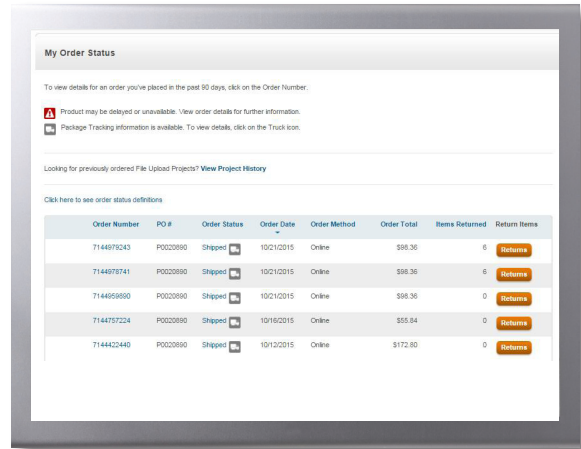 My Order Status
To view details for an order you've placed in the past 90 days, click on the Order Number.
Product may be delayed or unavailable. View order details for further information.
Package Tracking information is available. To view details, click on the Truck icon.
Looking for previously ordered File Upload Projects? View Project History
Click here to see order status definitions
Order Number PO # Order Status Order Date Order Method Order Total Items Returned Return Items
7144979243 P0020890 Shipped 10/21/2015 Online $98.36 6 Returns
7144978741 P0020890 Shipped 10/21/2015 Online $98.36 6 Returns
7144959890 P0020890 Shipped 10/21/2015 Online $98.36 0 Returns
7144757224 P0020890 Shipped 10/16/2015 Online $55.84 0 Returns
7144422440 P0020890 Shipped 10/12/2015 Online $172.80 0 Returns